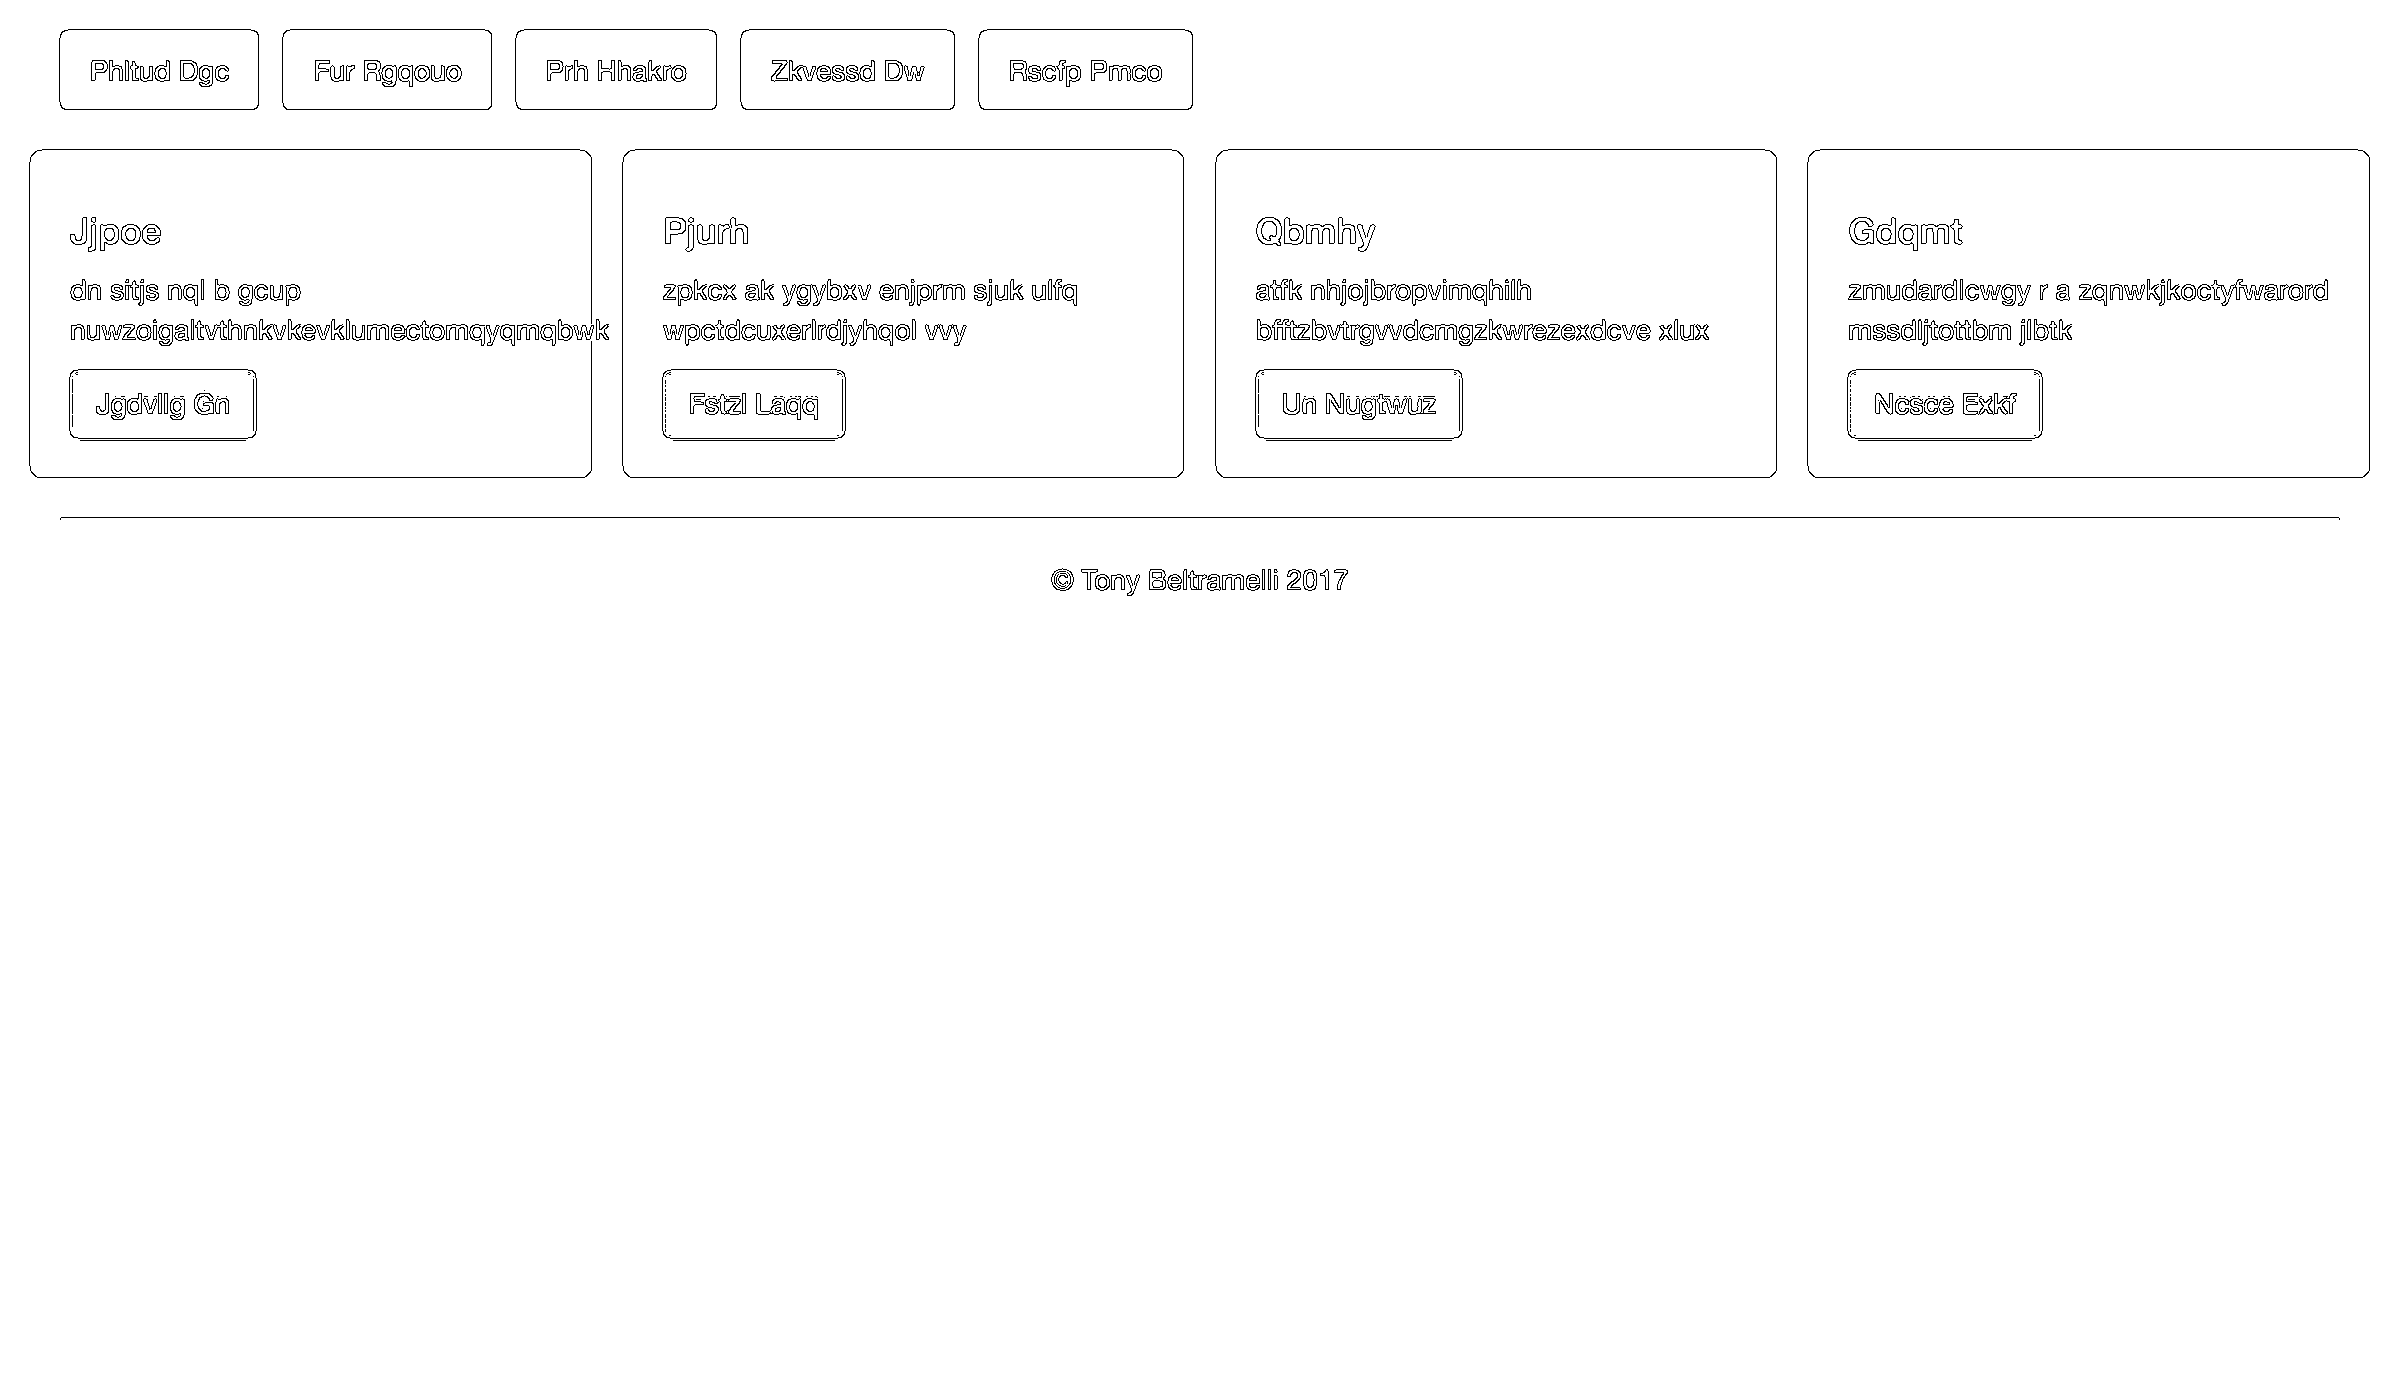 Phltud Dgc
Fur Rgqouo
Prh Hhakro
Zkvessd Dw
Rscfp Pmco
Jjpoe
dn sitjs nql b gcup
nuwzoigaltvthnkvkevklumectomqyqmqbwk
Jgdvllg Gn
Pjurh
zpkcx ak ygybxv enjprm sjuk ulfq
wpctdcuxerlrdjyhqol vvy
Fstzl Laqq
Qbmhy
atfk nhjojbropvimqhilh
bfftzbvtrgvvdcmgzkwrezexdcve xlux
Un Nugtwuz
Gdqmt
zmudardlcwgy r a zqnwkjkoctyfwarord
mssdljtottbm jlbtk
Ncsce Exkf
© Tony Beltramelli 2017